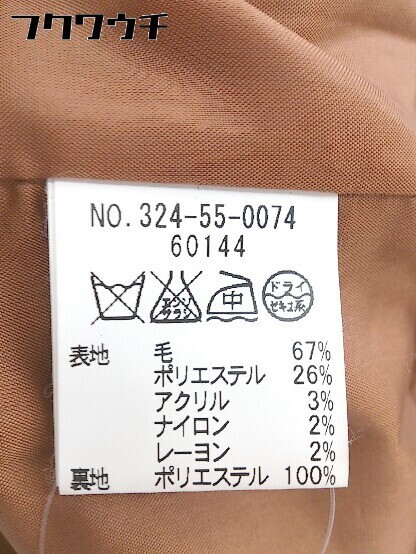 フクワウチ
NO.324-55-0074
60144
エンソサラシ 中 ドライセキユ系
表地 毛 67%
ポリエステル 26%
アクリル 3%
ナイロン 2%
レーヨン 2%
裏地 ポリエステル 100%